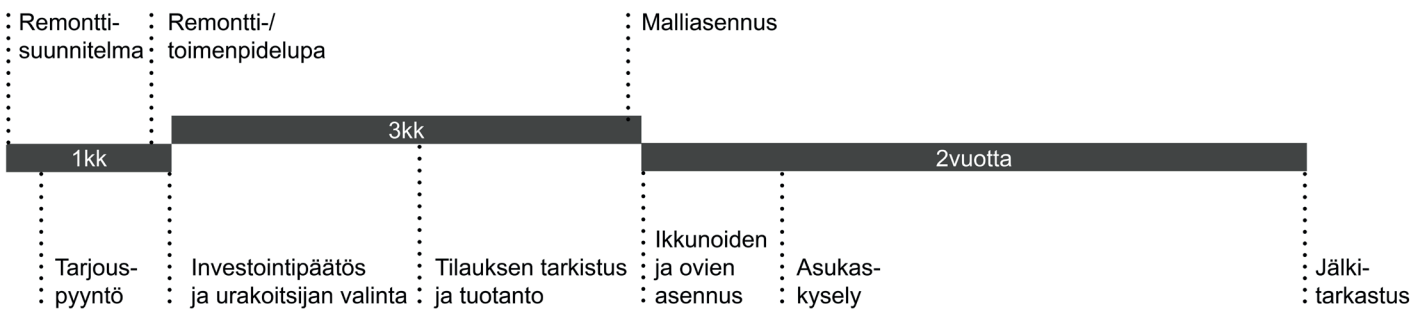 Remontti-
suunnitelma
Remontti-/
toimenpidelupa
Malliasennus
3kk
1kk
2vuotta
Tarjous-
pyyntö
Investointipäätös
ja urakoitsijan valinta
Tilauksen tarkistus
ja tuotanto
Ikkunoiden
ja ovien
asennus
Asukas-
kysely
Jälki-
tarkastus